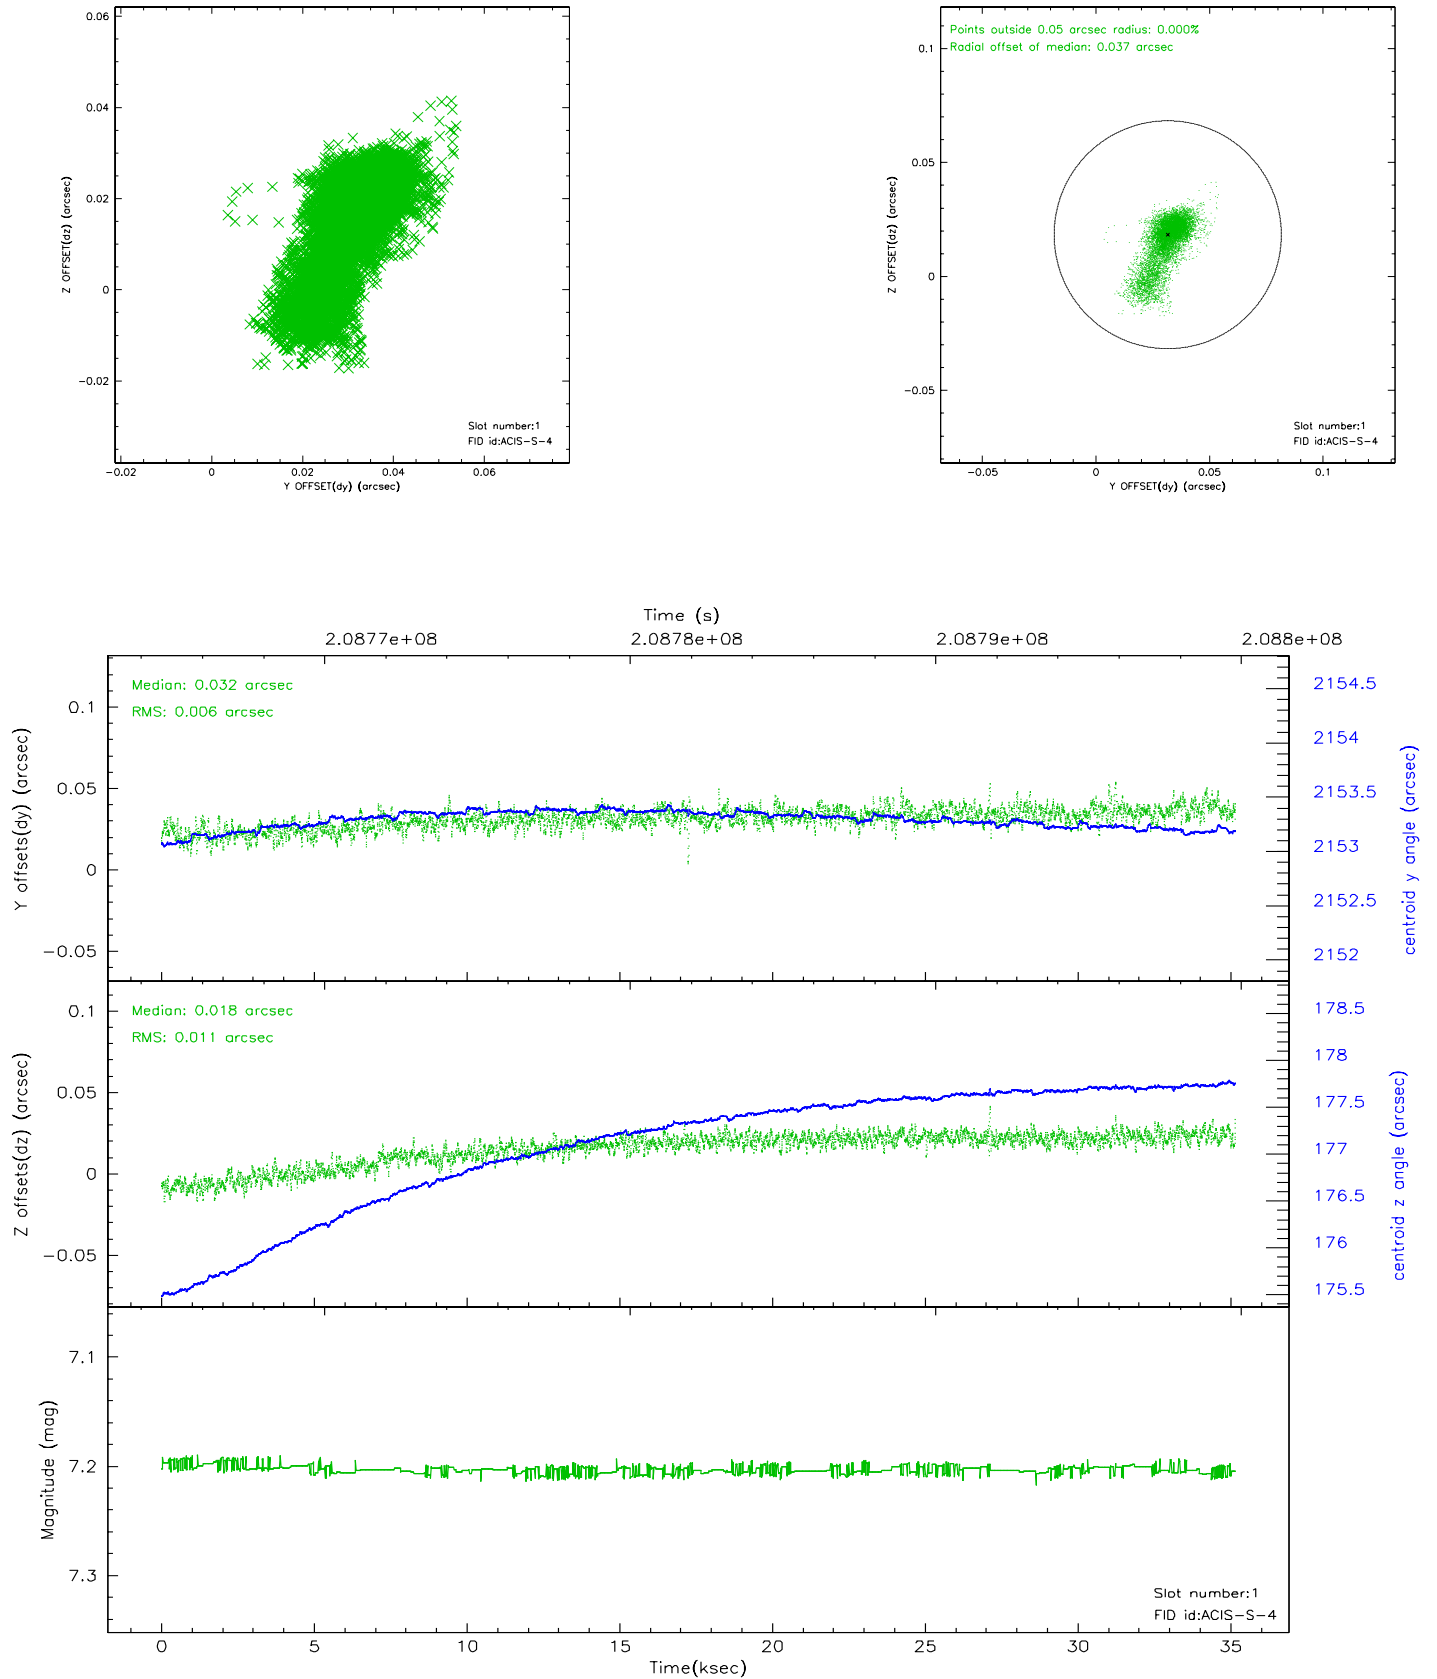 0.06
0.04
0.02
0
−0.02
Z OFFSET(dz) (arcsec)
Slot number:1
FID id:ACIS−S−4
−0.02 0 0.02 0.04 0.06
Y OFFSET(dy) (arcsec)
Points outside 0.05 arcsec radius: 0.000%
Radial offset of median: 0.037 arcsec
0.1
0.05
0
−0.05
Z OFFSET(dz) (arcsec)
Slot number:1
FID id:ACIS−S−4
−0.05 0 0.05 0.1
Y OFFSET(dy) (arcsec)
Time (s)
2.0877e+08 2.0878e+08 2.0879e+08 2.088e+08
Median: 0.032 arcsec
RMS: 0.006 arcsec
0.1
0.05
0
−0.05
Y offsets(dy) (arcsec)
2154.5
2154
2153.5
2153
2152.5
2152
centroid y angle (arcsec)
Median: 0.018 arcsec
RMS: 0.011 arcsec
0.1
0.05
0
−0.05
Z offsets(dz) (arcsec)
178.5
178
177.5
177
176.5
176
175.5
centroid z angle (arcsec)
7.1
7.2
7.3
Magnitude (mag)
Slot number:1
FID id:ACIS−S−4
0 5 10 15 20 25 30 35
Time(ksec)